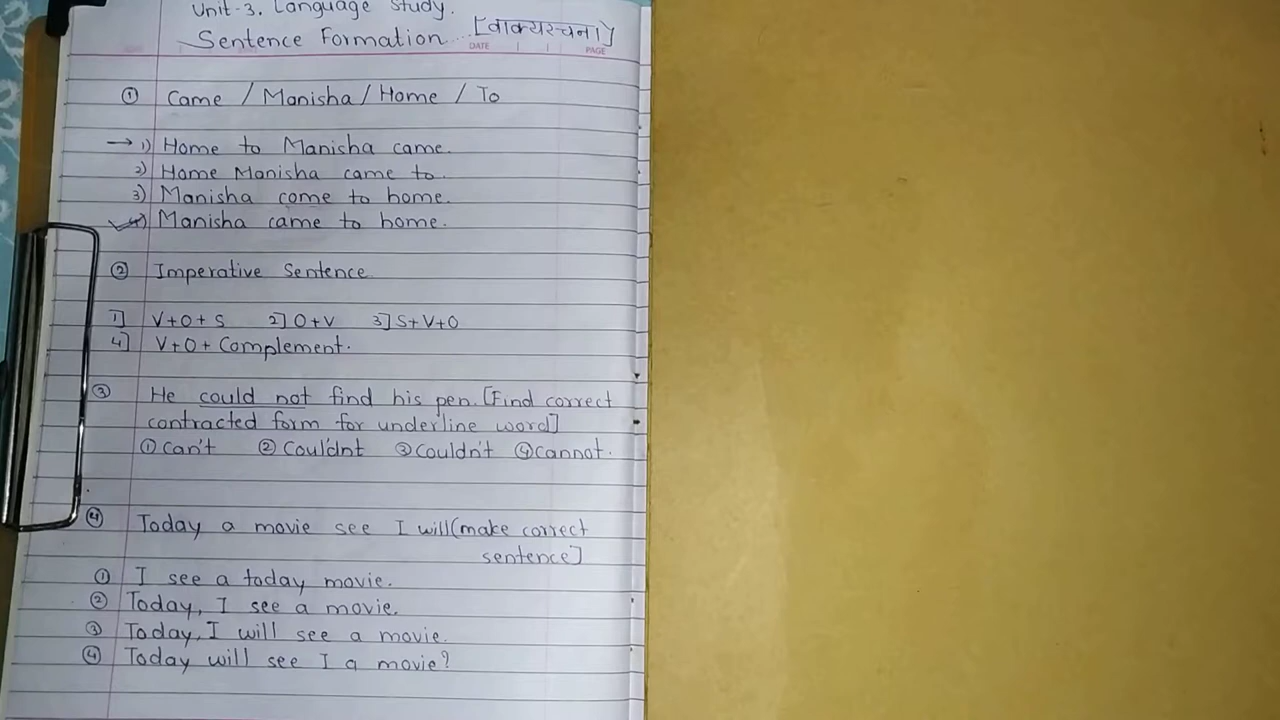 Unit-3. Language Study.
Sentence Formation... [वाक्यरचना]
DATE PAGE
① Came / Manisha / Home / To
→ 1) Home to Manisha came.
2) Home Manisha came to.
3) Manisha come to home.
✓4) Manisha came to home.
② Imperative Sentence.
1] V+O+S 2] O+V 3] S+V+O
4] V+O+ Complement.
③ He could not find his pen. [Find correct
contracted form for underline word]
① Can't ② Could'nt ③ Couldn't ④ Cannot.
④ Today a movie see I will (make correct
sentence]
① I see a today movie.
② Today, I see a movie.
③ Today, I will see a movie.
④ Today will see I a movie?